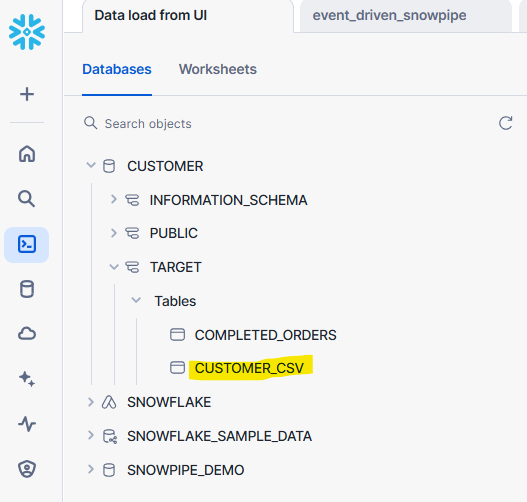 Data load from UI
event_driven_snowpipe
Databases
Worksheets
Search objects
CUSTOMER
INFORMATION_SCHEMA
PUBLIC
TARGET
Tables
COMPLETED_ORDERS
CUSTOMER_CSV
SNOWFLAKE
SNOWFLAKE_SAMPLE_DATA
SNOWPIPE_DEMO